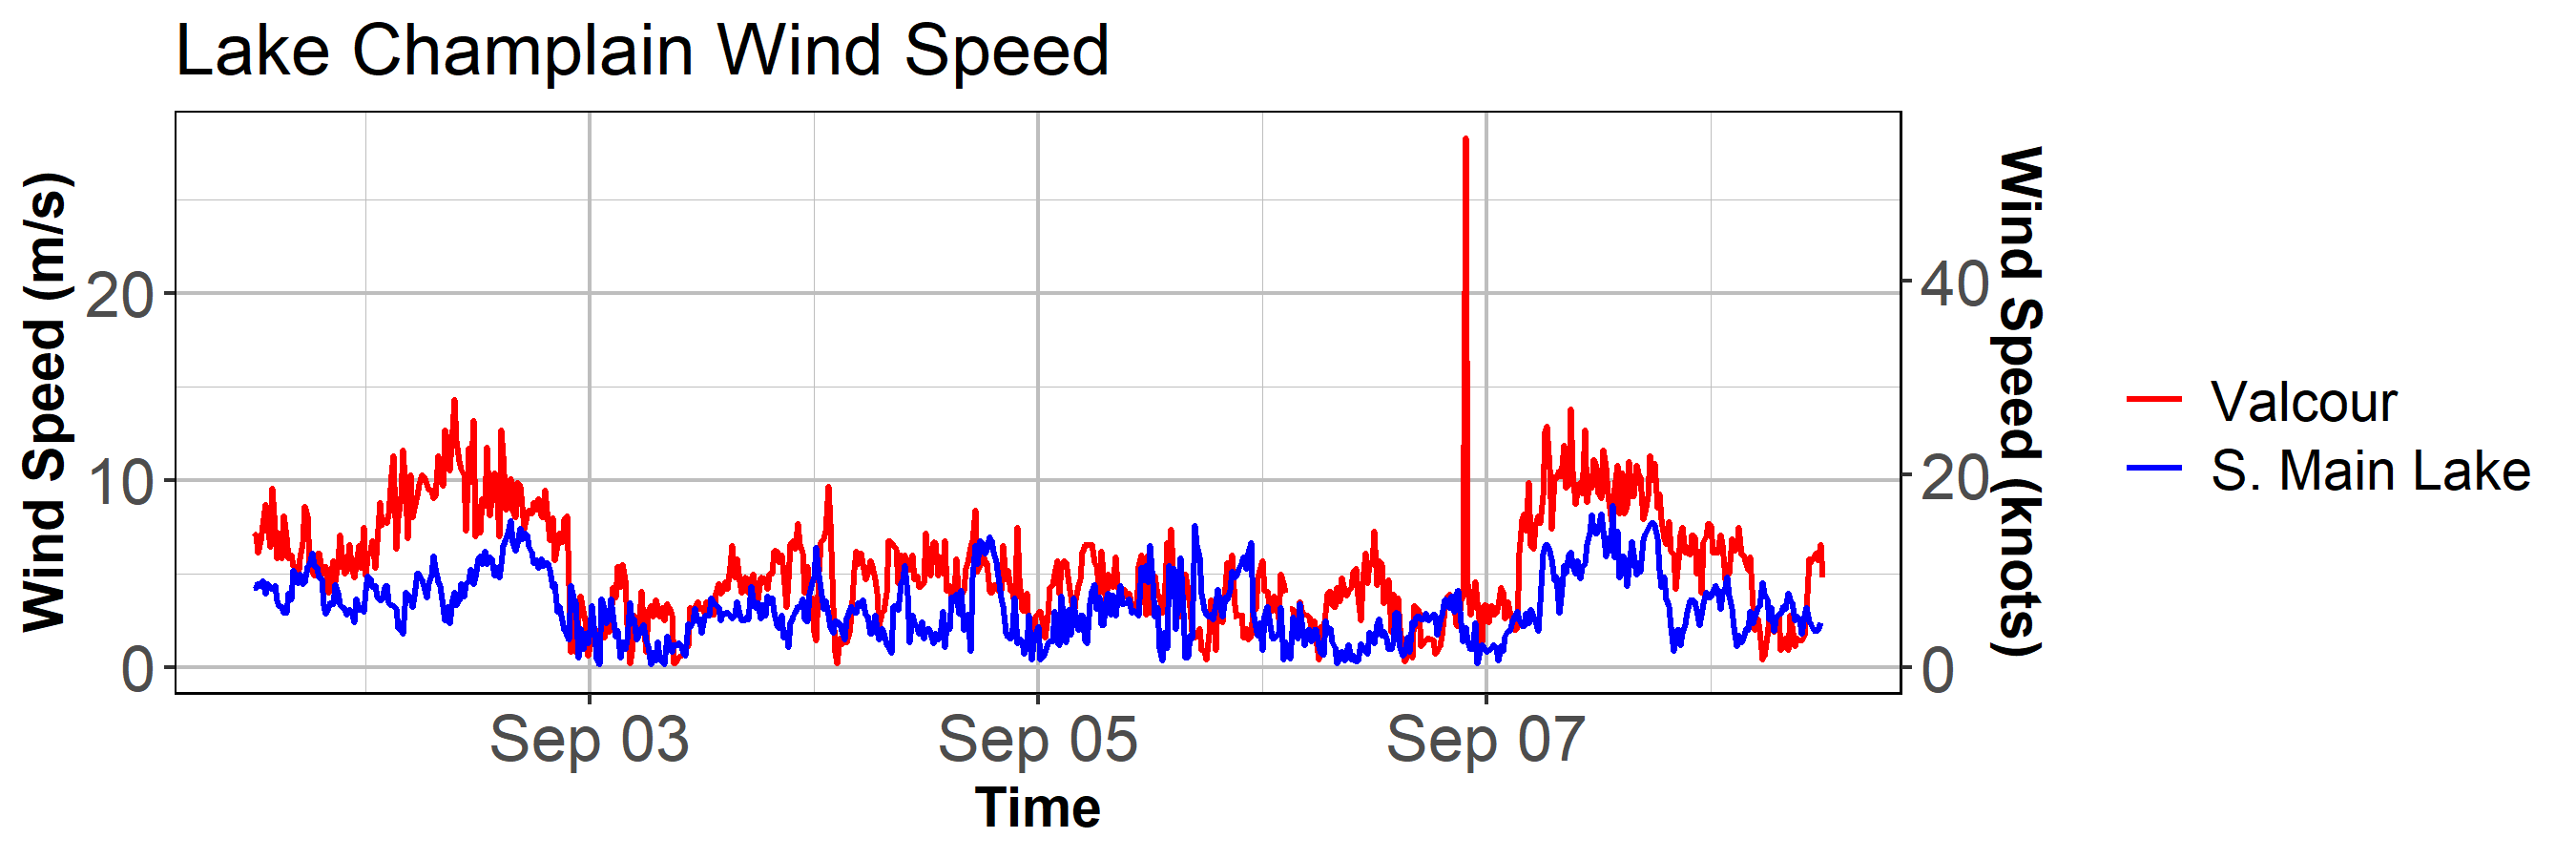 Lake Champlain Wind Speed
Wind Speed (m/s)
20
10
0
40
20
0
Wind Speed (knots)
Sep 03
Sep 05
Sep 07
Time
Valcour
S. Main Lake